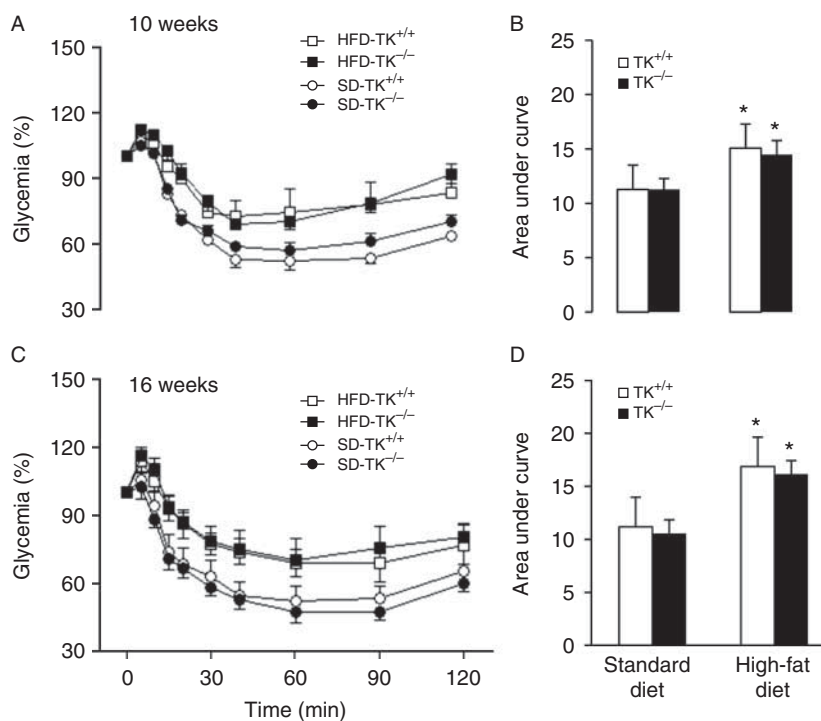 A
10 weeks
HFD-TK+/+
HFD-TK−/−
SD-TK+/+
SD-TK−/−
150
120
90
60
30
Glycemia (%)
B
TK+/+
TK−/−
25
20
15
10
5
0
Area under curve
* *
C
16 weeks
HFD-TK+/+
HFD-TK−/−
SD-TK+/+
SD-TK−/−
150
120
90
60
30
Glycemia (%)
0 30 60 90 120
Time (min)
D
TK+/+
TK−/−
25
20
15
10
5
0
Area under curve
* *
Standard
diet
High-fat
diet